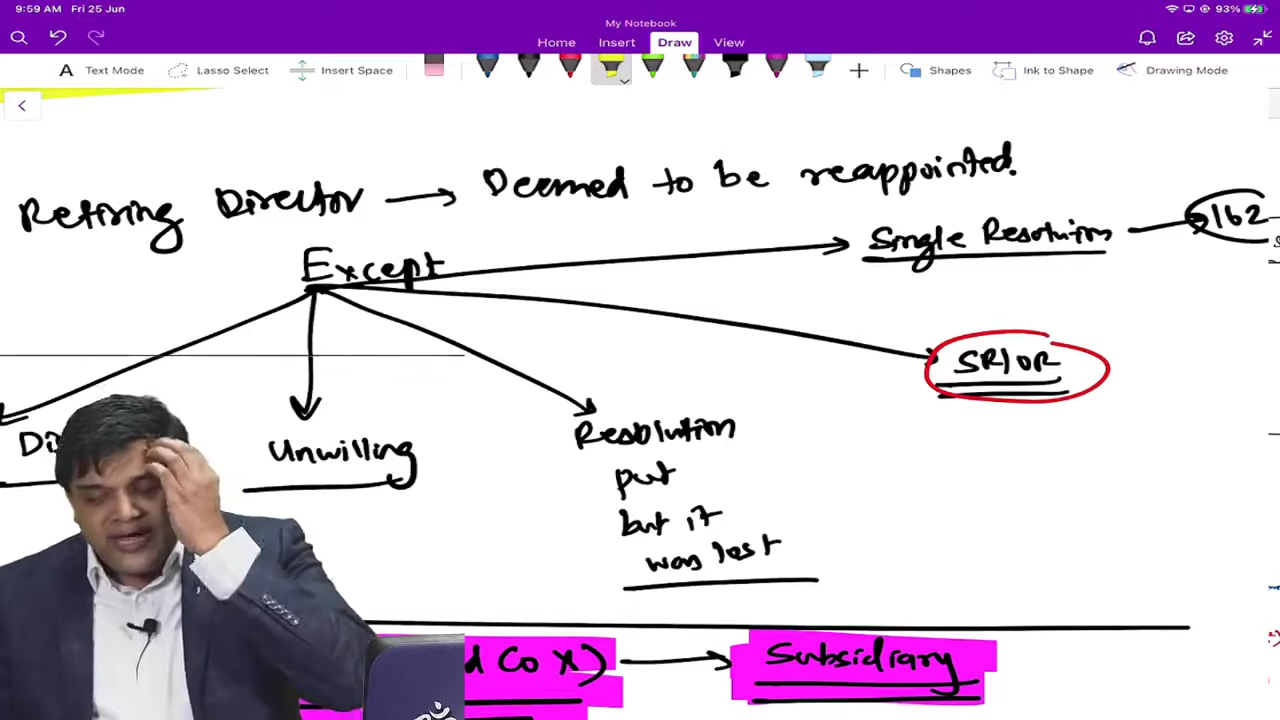 9:59 AM Fri 25 Jun
93%
My Notebook
Home Insert Draw View
Text Mode Lasso Select Insert Space Shapes Ink to Shape Drawing Mode
Retiring Director → Deemed to be reappointed.
Except Single Resolution 162
SR/OR
Unwilling
Resolution
put
but it
was lost
Co X) → Subsidiary